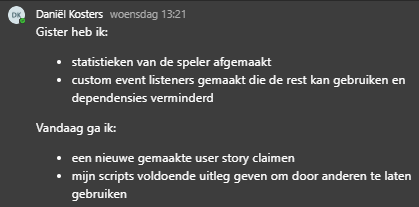 DK
Daniël Kosters woensdag 13:21
Gister heb ik:
• statistieken van de speler afgemaakt
• custom event listeners gemaakt die de rest kan gebruiken en
dependensies verminderd
Vandaag ga ik:
• een nieuwe gemaakte user story claimen
• mijn scripts voldoende uitleg geven om door anderen te laten
gebruiken